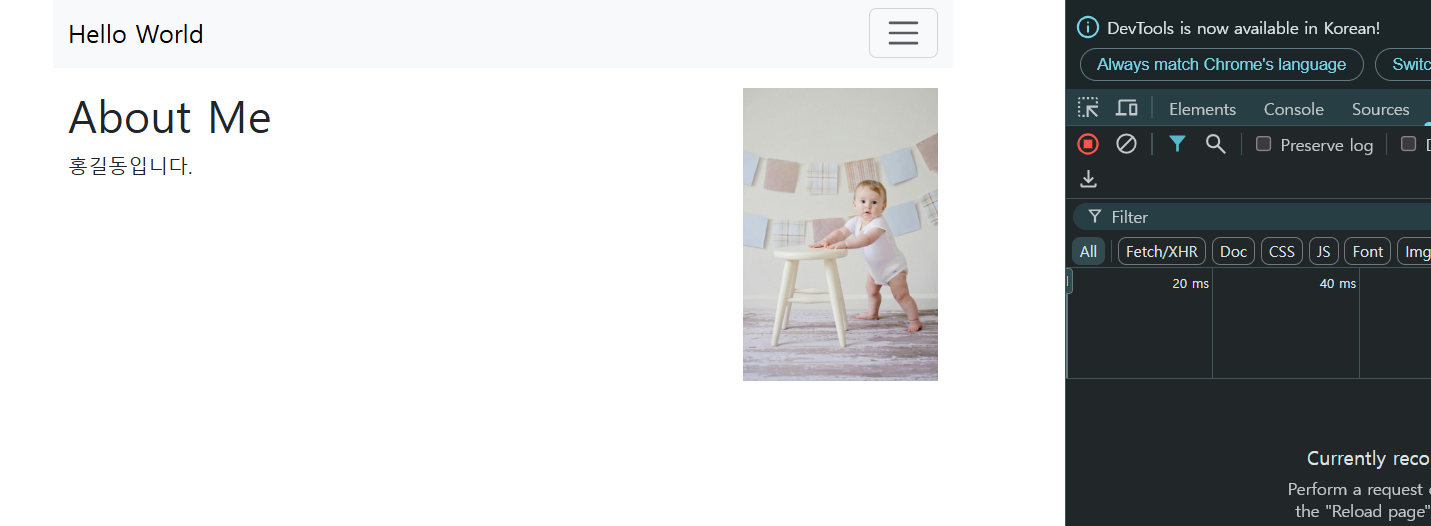 Hello World
About Me
홍길동입니다.
DevTools is now available in Korean!
Always match Chrome's language
Switc
Elements Console Sources
Preserve log
Filter
All Fetch/XHR Doc CSS JS Font Img
20 ms 40 ms
Currently reco
Perform a request
the "Reload page"